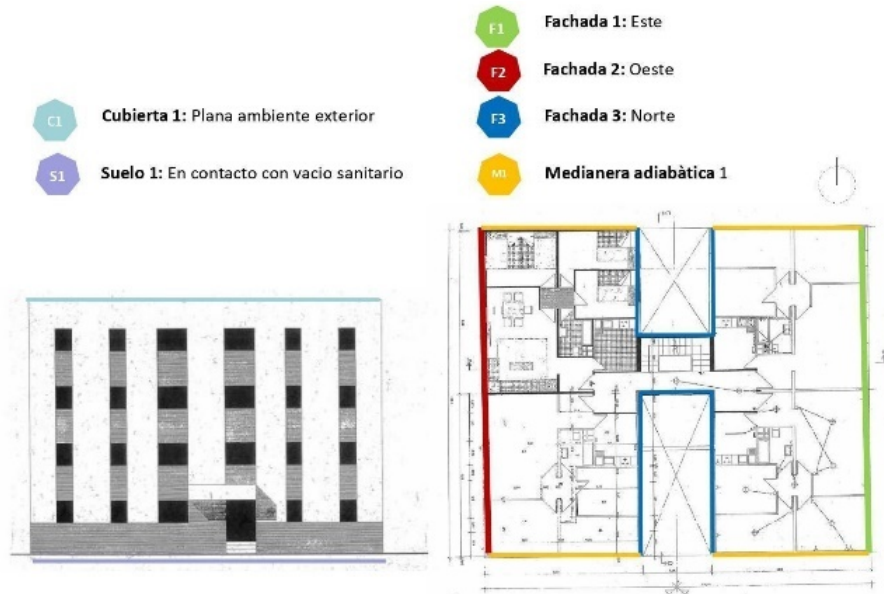 F1 Fachada 1: Este
F2 Fachada 2: Oeste
C1 Cubierta 1: Plana ambiente exterior
F3 Fachada 3: Norte
S1 Suelo 1: En contacto con vacio sanitario
M1 Medianera adiabàtica 1